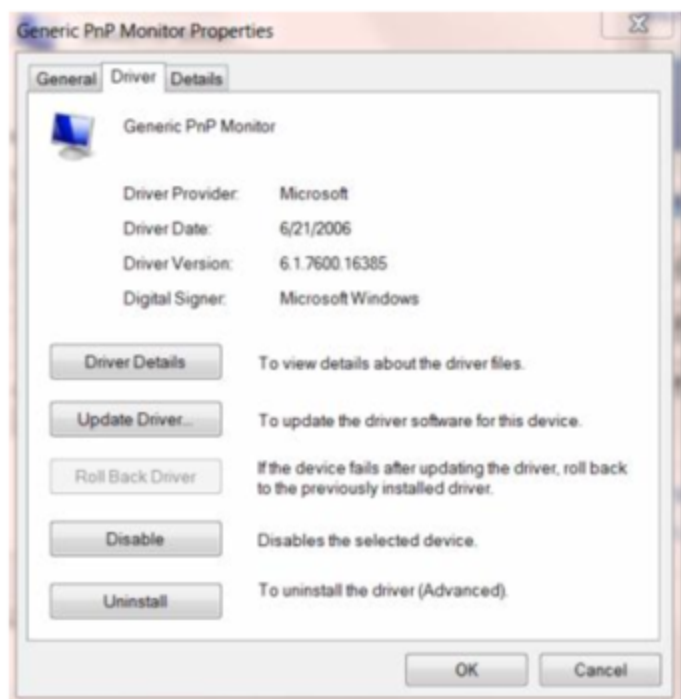 Generic PnP Monitor Properties
General Driver Details
Generic PnP Monitor
Driver Provider: Microsoft
Driver Date: 6/21/2006
Driver Version: 6.1.7600.16385
Digital Signer: Microsoft Windows
Driver Details To view details about the driver files.
Update Driver... To update the driver software for this device.
Roll Back Driver If the device fails after updating the driver, roll back
to the previously installed driver.
Disable Disables the selected device.
Uninstall To uninstall the driver (Advanced).
OK Cancel